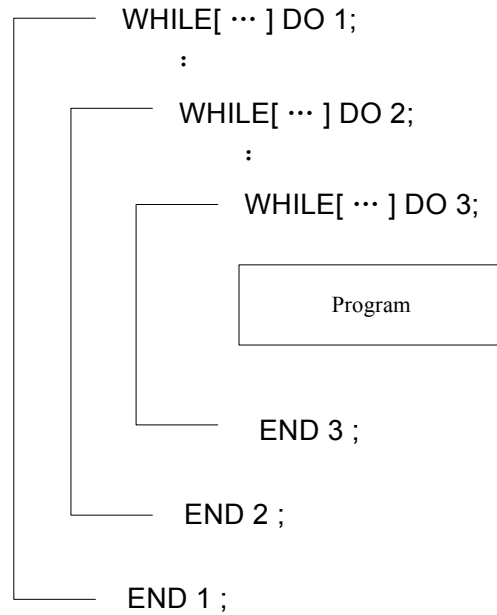 WHILE[ ··· ] DO 1;
:
WHILE[ ··· ] DO 2;
:
WHILE[ ··· ] DO 3;
Program
END 3 ;
END 2 ;
END 1 ;